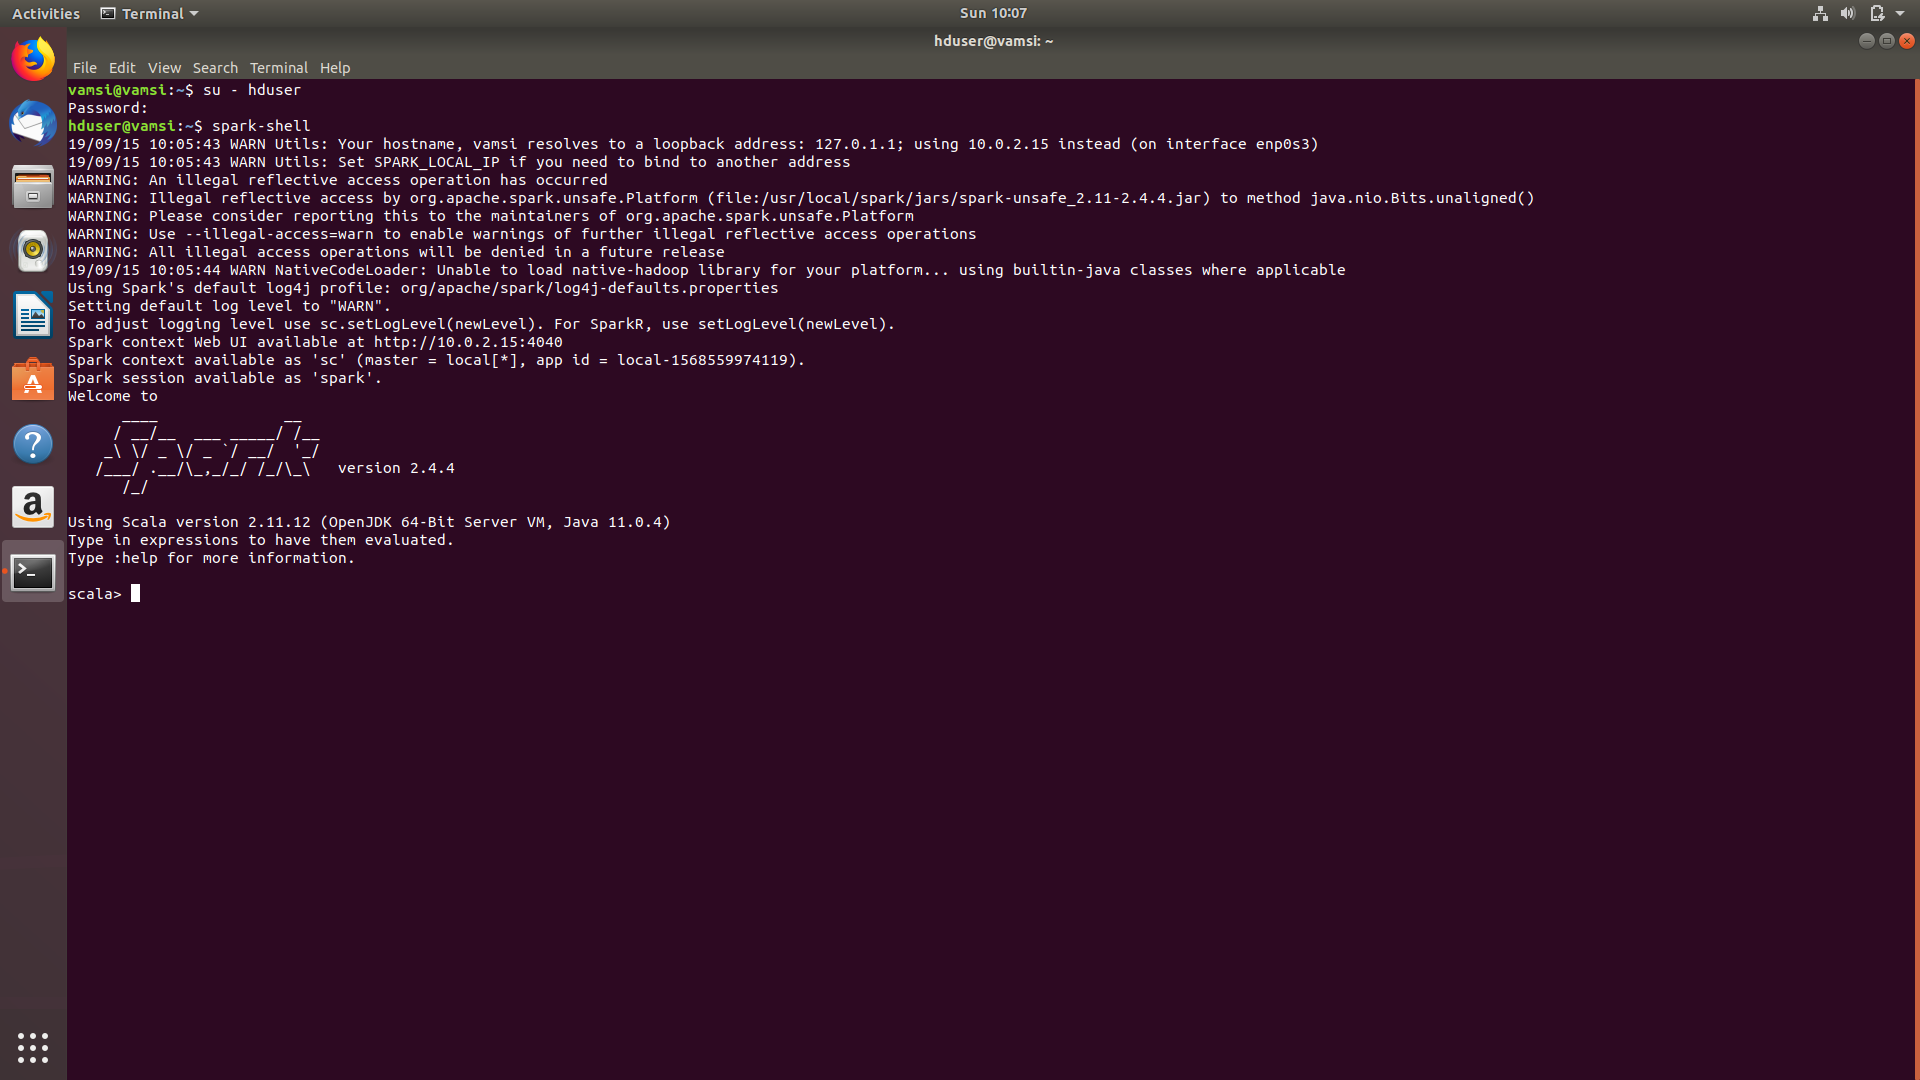 Activities Terminal Sun 10:07
hduser@vamsi: ~
File Edit View Search Terminal Help
vamsi@vamsi:~$ su - hduser
Password:
hduser@vamsi:~$ spark-shell
19/09/15 10:05:43 WARN Utils: Your hostname, vamsi resolves to a loopback address: 127.0.1.1; using 10.0.2.15 instead (on interface enp0s3)
19/09/15 10:05:43 WARN Utils: Set SPARK_LOCAL_IP if you need to bind to another address
WARNING: An illegal reflective access operation has occurred
WARNING: Illegal reflective access by org.apache.spark.unsafe.Platform (file:/usr/local/spark/jars/spark-unsafe_2.11-2.4.4.jar) to method java.nio.Bits.unaligned()
WARNING: Please consider reporting this to the maintainers of org.apache.spark.unsafe.Platform
WARNING: Use --illegal-access=warn to enable warnings of further illegal reflective access operations
WARNING: All illegal access operations will be denied in a future release
19/09/15 10:05:44 WARN NativeCodeLoader: Unable to load native-hadoop library for your platform... using builtin-java classes where applicable
Using Spark's default log4j profile: org/apache/spark/log4j-defaults.properties
Setting default log level to "WARN".
To adjust logging level use sc.setLogLevel(newLevel). For SparkR, use setLogLevel(newLevel).
Spark context Web UI available at http://10.0.2.15:4040
Spark context available as 'sc' (master = local[*], app id = local-1568559974119).
Spark session available as 'spark'.
Welcome to
      ____              __
     / __/__  ___ _____/ /__
    _\ \/ _ \/ _ `/ __/  '_/
   /___/ .__/\_,_/_/ /_/\_\   version 2.4.4
      /_/
Using Scala version 2.11.12 (OpenJDK 64-Bit Server VM, Java 11.0.4)
Type in expressions to have them evaluated.
Type :help for more information.
scala>